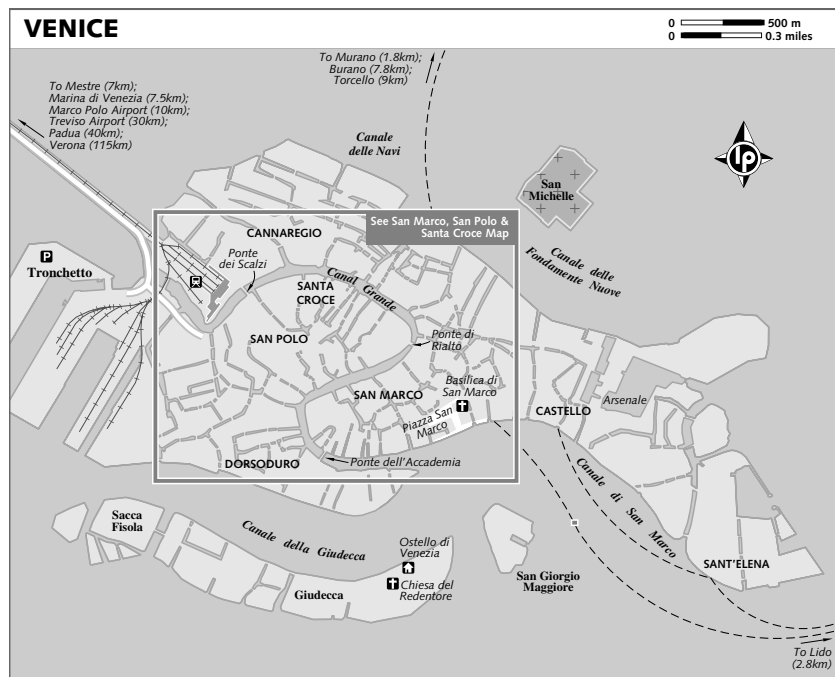 VENICE
0 500 m
0 0.3 miles
To Murano (1.8km);
Burano (7.8km);
Torcello (9km)
To Mestre (7km);
Marina di Venezia (7.5km);
Marco Polo Airport (10km);
Treviso Airport (30km);
Padua (40km);
Verona (115km)
Canale
delle Navi
lp
San
Michelle
See San Marco, San Polo &
Santa Croce Map
CANNAREGIO
P
Tronchetto
Ponte
dei Scalzi
SANTA
CROCE
Canal Grande
Canale delle
Fondamente Nuove
SAN POLO
Ponte di
Rialto
Basilica di
San Marco
SAN MARCO
Piazza San
Marco
CASTELLO
Arsenale
DORSODURO
Ponte dell'Accademia
Canale di San Marco
Sacca
Fisola
Canale della Giudecca
Ostello di
Venezia
Chiesa del
Redentore
Giudecca
San Giorgio
Maggiore
SANT'ELENA
To Lido
(2.8km)